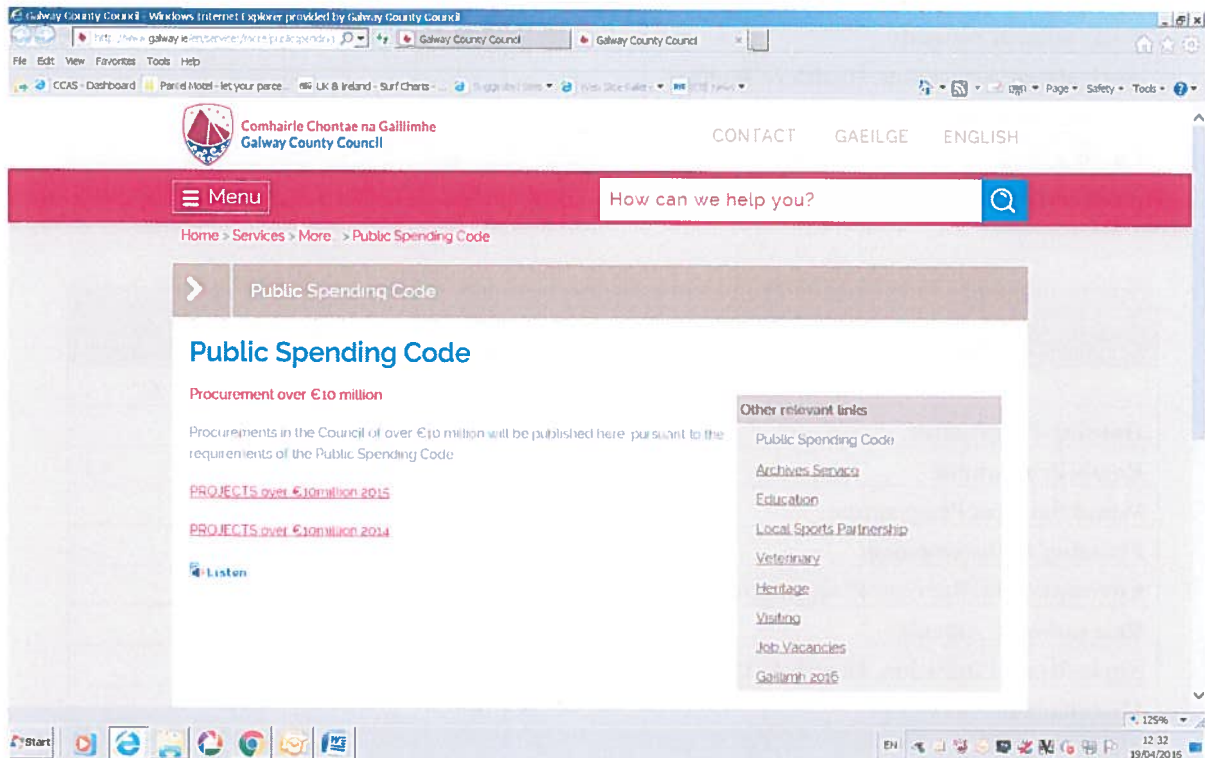 Galway County Council - Windows Internet Explorer provided by Galway County Council
Galway County Council
Galway County Council
File Edit View Favorites Tools Help
CCAS - Dashboard
Parcel Motel - let your parce...
UK & Ireland - Surf Charts - ...
Page
Safety
Tools
Comhairle Chontae na Gaillimhe
Galway County Council
CONTACT GAEILGE ENGLISH
Menu
How can we help you?
Home > Services > More... > Public Spending Code
Public Spending Code
Public Spending Code
Procurement over €10 million
Procurements in the Council of over €10 million will be published here pursuant to the
requirements of the Public Spending Code
PROJECTS over €10million 2015
PROJECTS over €10million 2014
Listen
Other relevant links
Public Spending Code
Archives Service
Education
Local Sports Partnership
Veterinary
Heritage
Visiting
Job Vacancies
Gaillimh 2016
125%
Start
EN
12:32
19/04/2016